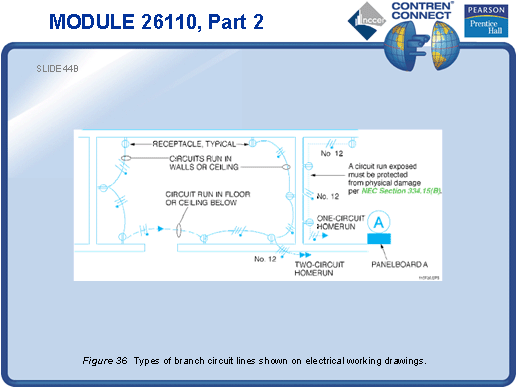 MODULE 26110, Part 2
nccer
CONTREN®
CONNECT
PEARSON
Prentice
Hall
SLIDE 44B
RECEPTACLE, TYPICAL
CIRCUITS RUN IN
WALLS OR CEILING
No. 12
A circuit run exposed
must be protected
from physical damage
per NEC Section 334.15(B).
CIRCUIT RUN IN FLOOR
OR CEILING BELOW
No. 12
ONE-CIRCUIT
HOMERUN
A
No. 12
TWO-CIRCUIT
HOMERUN
PANELBOARD A
Figure 36 Types of branch circuit lines shown on electrical working drawings.